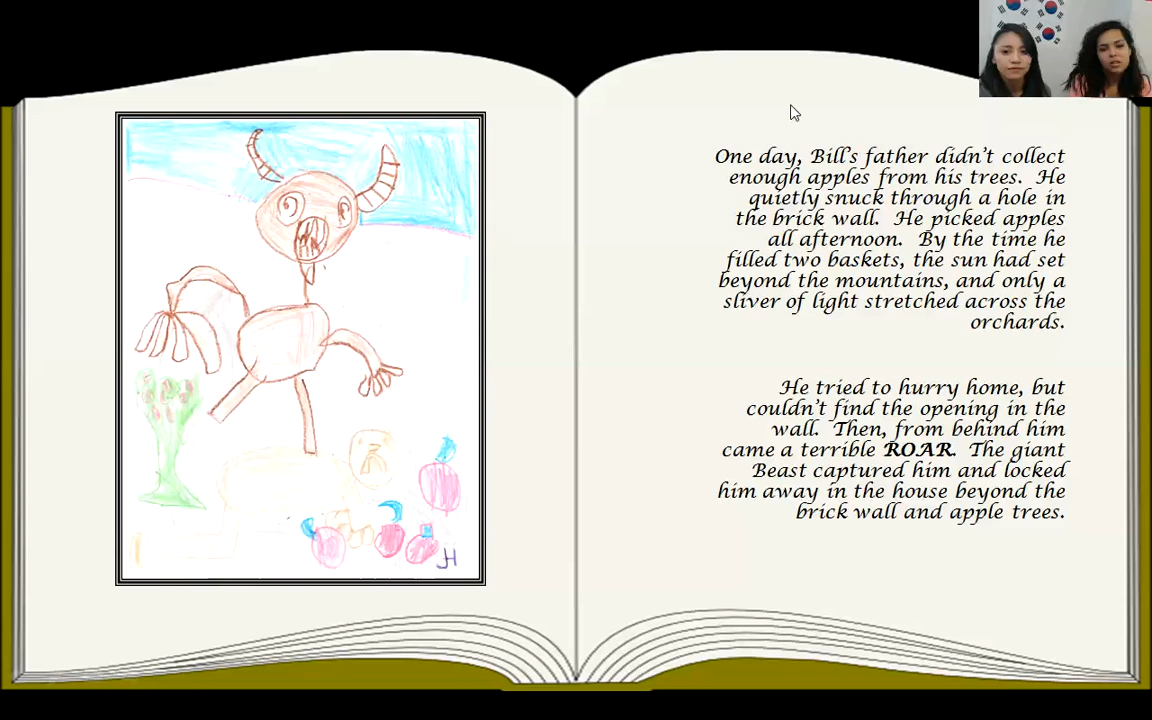 One day, Bill's father didn't collect
enough apples from his trees.  He
quietly snuck through a hole in
the brick wall.  He picked apples
all afternoon.  By the time he
filled two baskets, the sun had set
beyond the mountains, and only a
sliver of light stretched across the
orchards.
He tried to hurry home, but
couldn't find the opening in the
wall.  Then, from behind him
came a terrible ROAR.  The giant
Beast captured him and locked
him away in the house beyond the
brick wall and apple trees.
JH